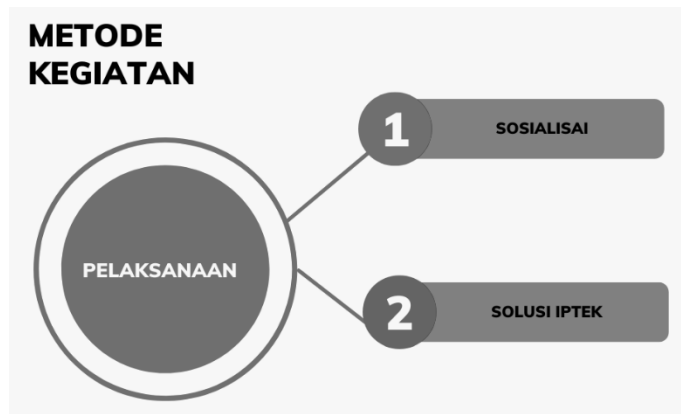 METODE
KEGIATAN
PELAKSANAAN
1
SOSIALISAI
2
SOLUSI IPTEK